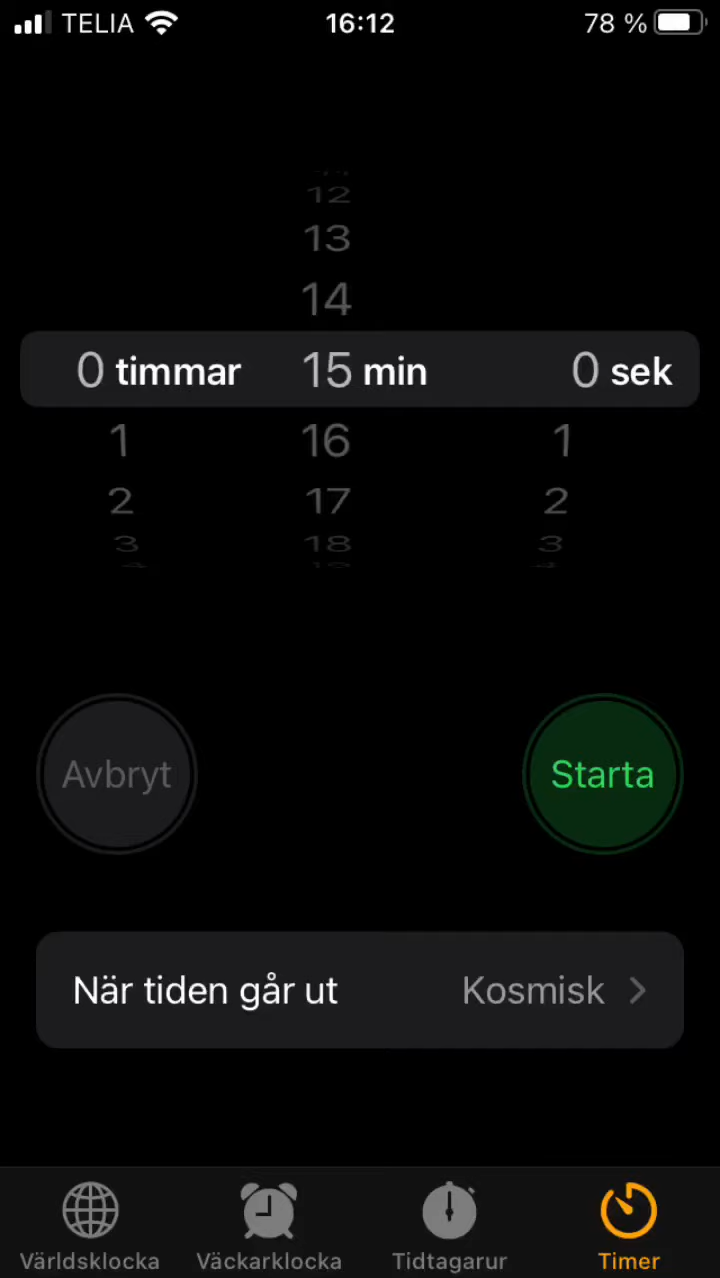 TELIA 16:12 78 %
12
13
14
0 timmar 15 min 0 sek
1 16 1
2 17 2
3 18 3
Avbryt Starta
När tiden går ut Kosmisk
Världsklocka Väckarklocka Tidtagarur Timer